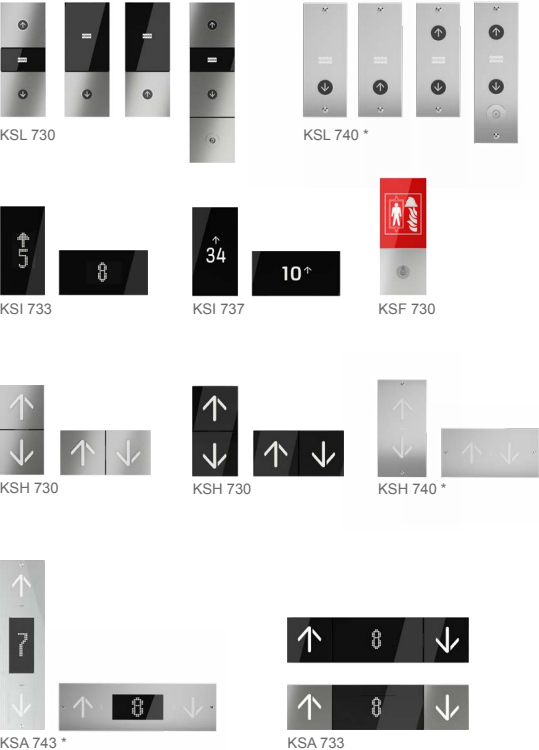 KSL 730
KSL 740 *
5
8
34
10
KSI 733
KSI 737
KSF 730
KSH 730
KSH 730
KSH 740 *
7
8
8
8
KSA 743 *
KSA 733